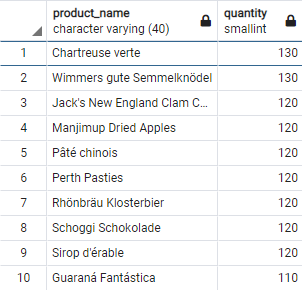 product_name quantity
character varying (40) smallint
1 Chartreuse verte 130
2 Wimmers gute Semmelknödel 130
3 Jack's New England Clam C... 120
4 Manjimup Dried Apples 120
5 Pâté chinois 120
6 Perth Pasties 120
7 Rhönbräu Klosterbier 120
8 Schoggi Schokolade 120
9 Sirop d'érable 120
10 Guaraná Fantástica 110